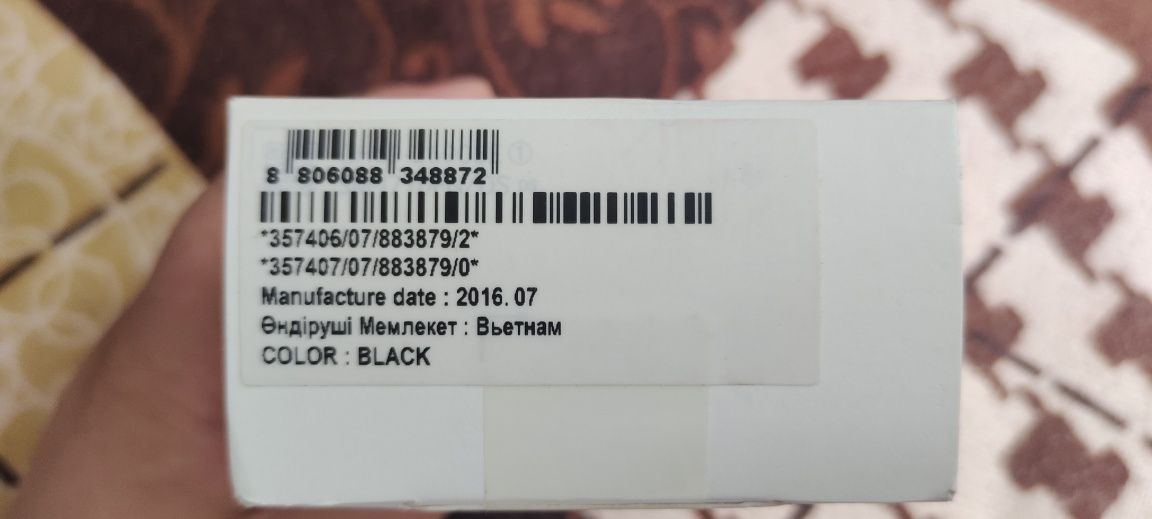 8 806088 348872
*357406/07/883879/2*
*357407/07/883879/0*
Manufacture date : 2016. 07
Өндіруші Мемлекет : Вьетнам
COLOR : BLACK